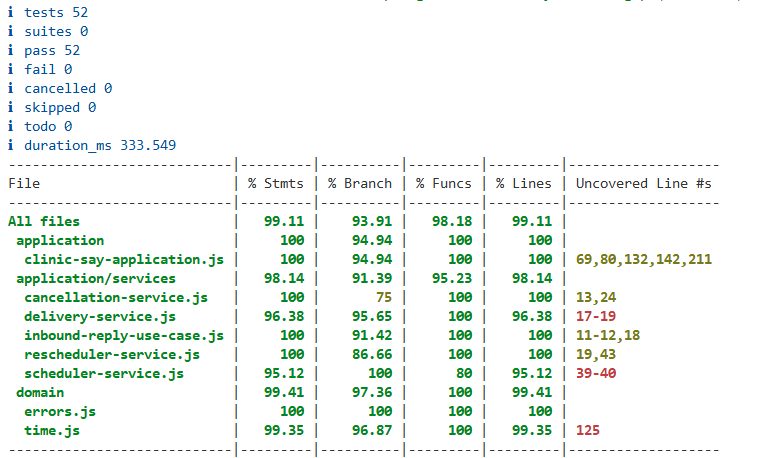 ℹ tests 52
ℹ suites 0
ℹ pass 52
ℹ fail 0
ℹ cancelled 0
ℹ skipped 0
ℹ todo 0
ℹ duration_ms 333.549
----------------------------|---------|----------|---------|---------|-------------------
File                        | % Stmts | % Branch | % Funcs | % Lines | Uncovered Line #s
----------------------------|---------|----------|---------|---------|-------------------
All files                   |   99.11 |    93.91 |   98.18 |   99.11 |
 application                |     100 |    94.94 |     100 |     100 |
  clinic-say-application.js |     100 |    94.94 |     100 |     100 | 69,80,132,142,211
 application/services       |   98.14 |    91.39 |   95.23 |   98.14 |
  cancellation-service.js   |     100 |       75 |     100 |     100 | 13,24
  delivery-service.js       |   96.38 |    95.65 |     100 |   96.38 | 17-19
  inbound-reply-use-case.js |     100 |    91.42 |     100 |     100 | 11-12,18
  rescheduler-service.js    |     100 |    86.66 |     100 |     100 | 19,43
  scheduler-service.js      |   95.12 |      100 |      80 |   95.12 | 39-40
 domain                     |   99.41 |    97.36 |     100 |   99.41 |
  errors.js                 |     100 |      100 |     100 |     100 |
  time.js                   |   99.35 |    96.87 |     100 |   99.35 | 125
----------------------------|---------|----------|---------|---------|-------------------